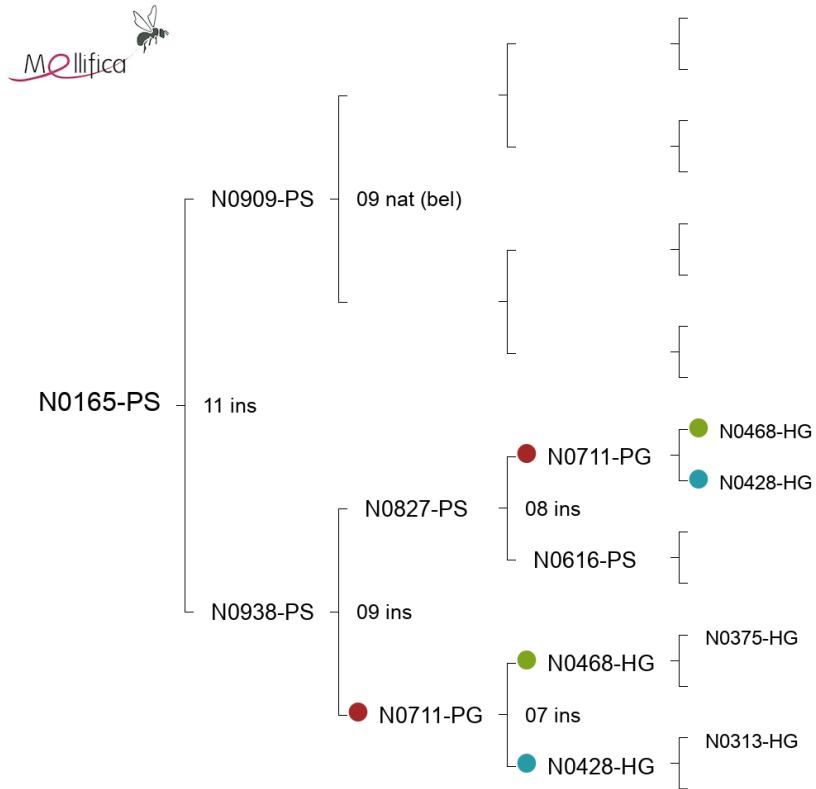 Mellifica
N0909-PS
09 nat (bel)
N0165-PS
11 ins
N0468-HG
N0711-PG
N0428-HG
N0827-PS
08 ins
N0616-PS
N0938-PS
09 ins
N0375-HG
N0468-HG
N0711-PG
07 ins
N0313-HG
N0428-HG